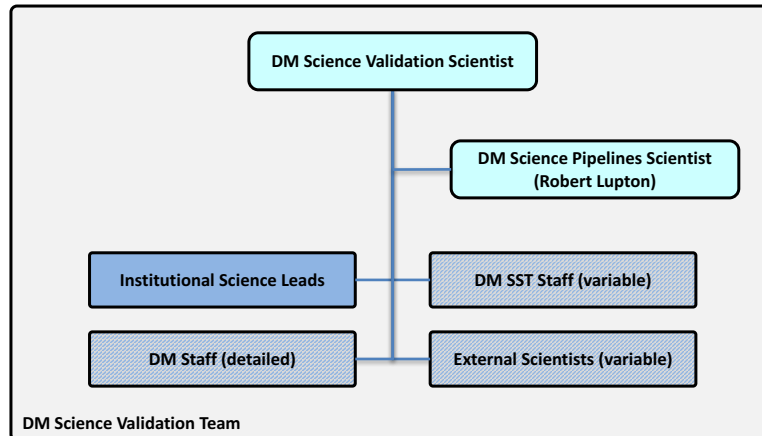 DM Science Validation Scientist
DM Science Pipelines Scientist
(Robert Lupton)
Institutional Science Leads
DM SST Staff (variable)
DM Staff (detailed)
External Scientists (variable)
DM Science Validation Team